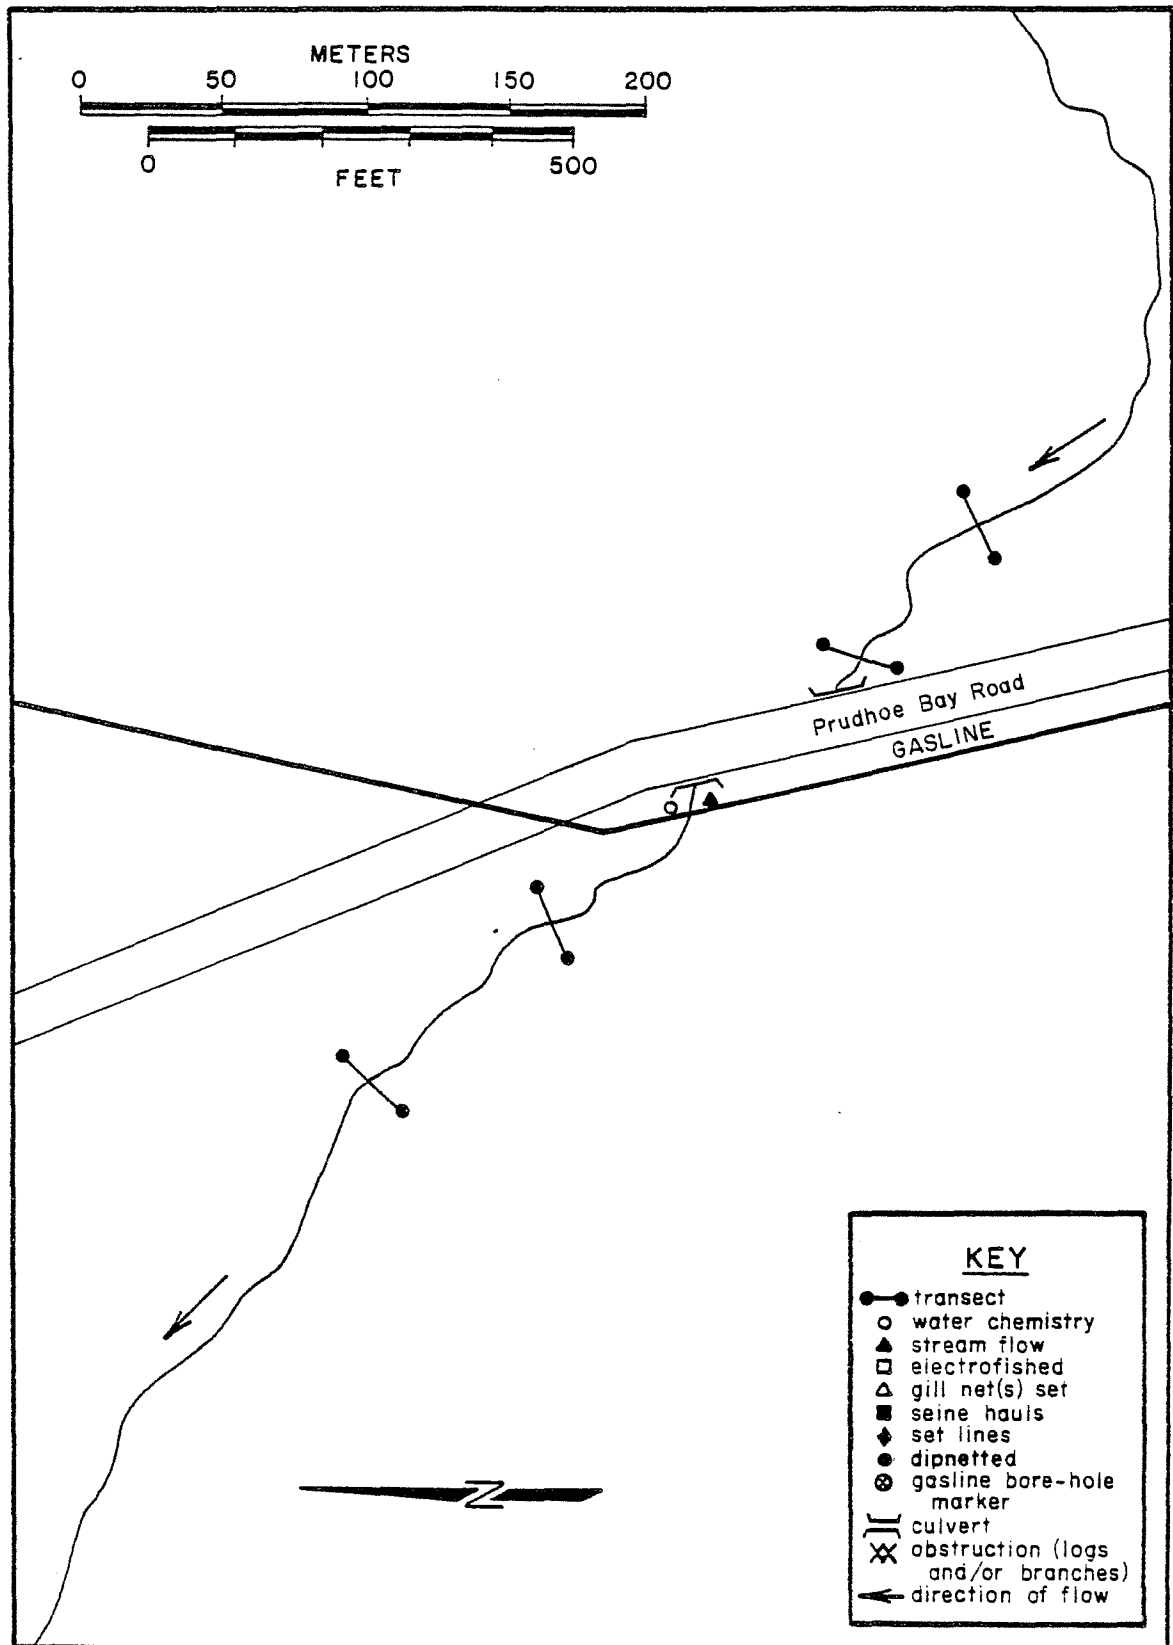 METERS
0 50 100 150 200
0 500
FEET
Prudhoe Bay Road
GASLINE
N
KEY
transect
water chemistry
stream flow
electrofished
gill net(s) set
seine hauls
set lines
dipnetted
gasline bore-hole
marker
culvert
obstruction (logs
and/or branches)
direction of flow